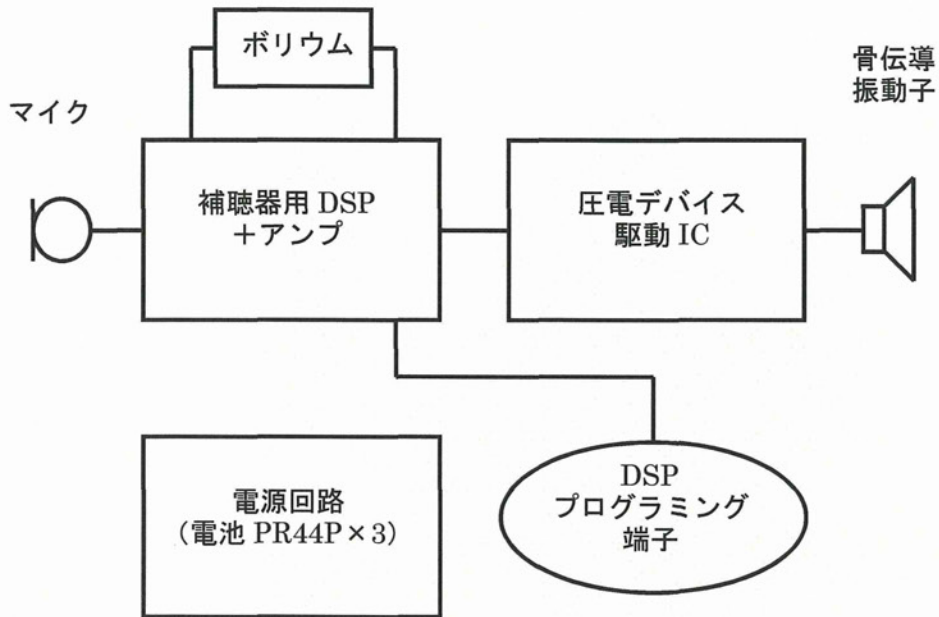 ボリウム
骨伝導
振動子
マイク
補聴器用 DSP
+アンプ
圧電デバイス
駆動 IC
電源回路
(電池 PR44P×3)
DSP
プログラミング
端子